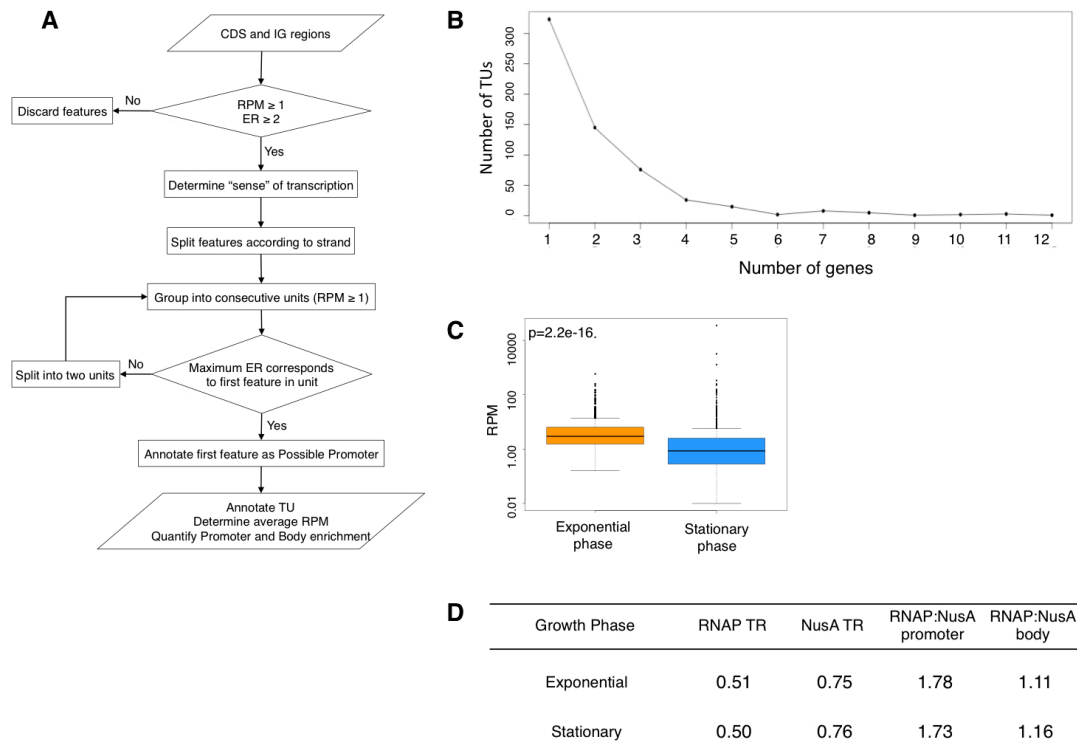 A
CDS and IG regions
No
Discard features
RPM ≥ 1
ER ≥ 2
Yes
Determine “sense” of transcription
Split features according to strand
Group into consecutive units (RPM ≥ 1)
No
Split into two units
Maximum ER corresponds
to first feature in unit
Yes
Annotate first feature as Possible Promoter
Annotate TU
Determine average RPM
Quantify Promoter and Body enrichment
B
Number of TUs
0 50 100 150 200 250 300
1 2 3 4 5 6 7 8 9 10 11 12
Number of genes
C
p=2.2e-16
RPM
0.01 1.00 100 10000
Exponential
phase
Stationary
phase
D
Growth Phase RNAP TR NusA TR RNAP:NusA promoter RNAP:NusA body
Exponential 0.51 0.75 1.78 1.11
Stationary 0.50 0.76 1.73 1.16